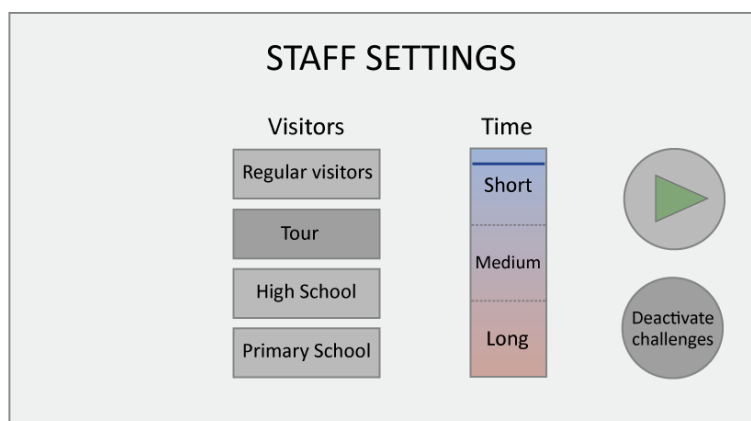 STAFF SETTINGS
Visitors
Regular visitors
Tour
High School
Primary School
Time
Short
Medium
Long
Deactivate
challenges